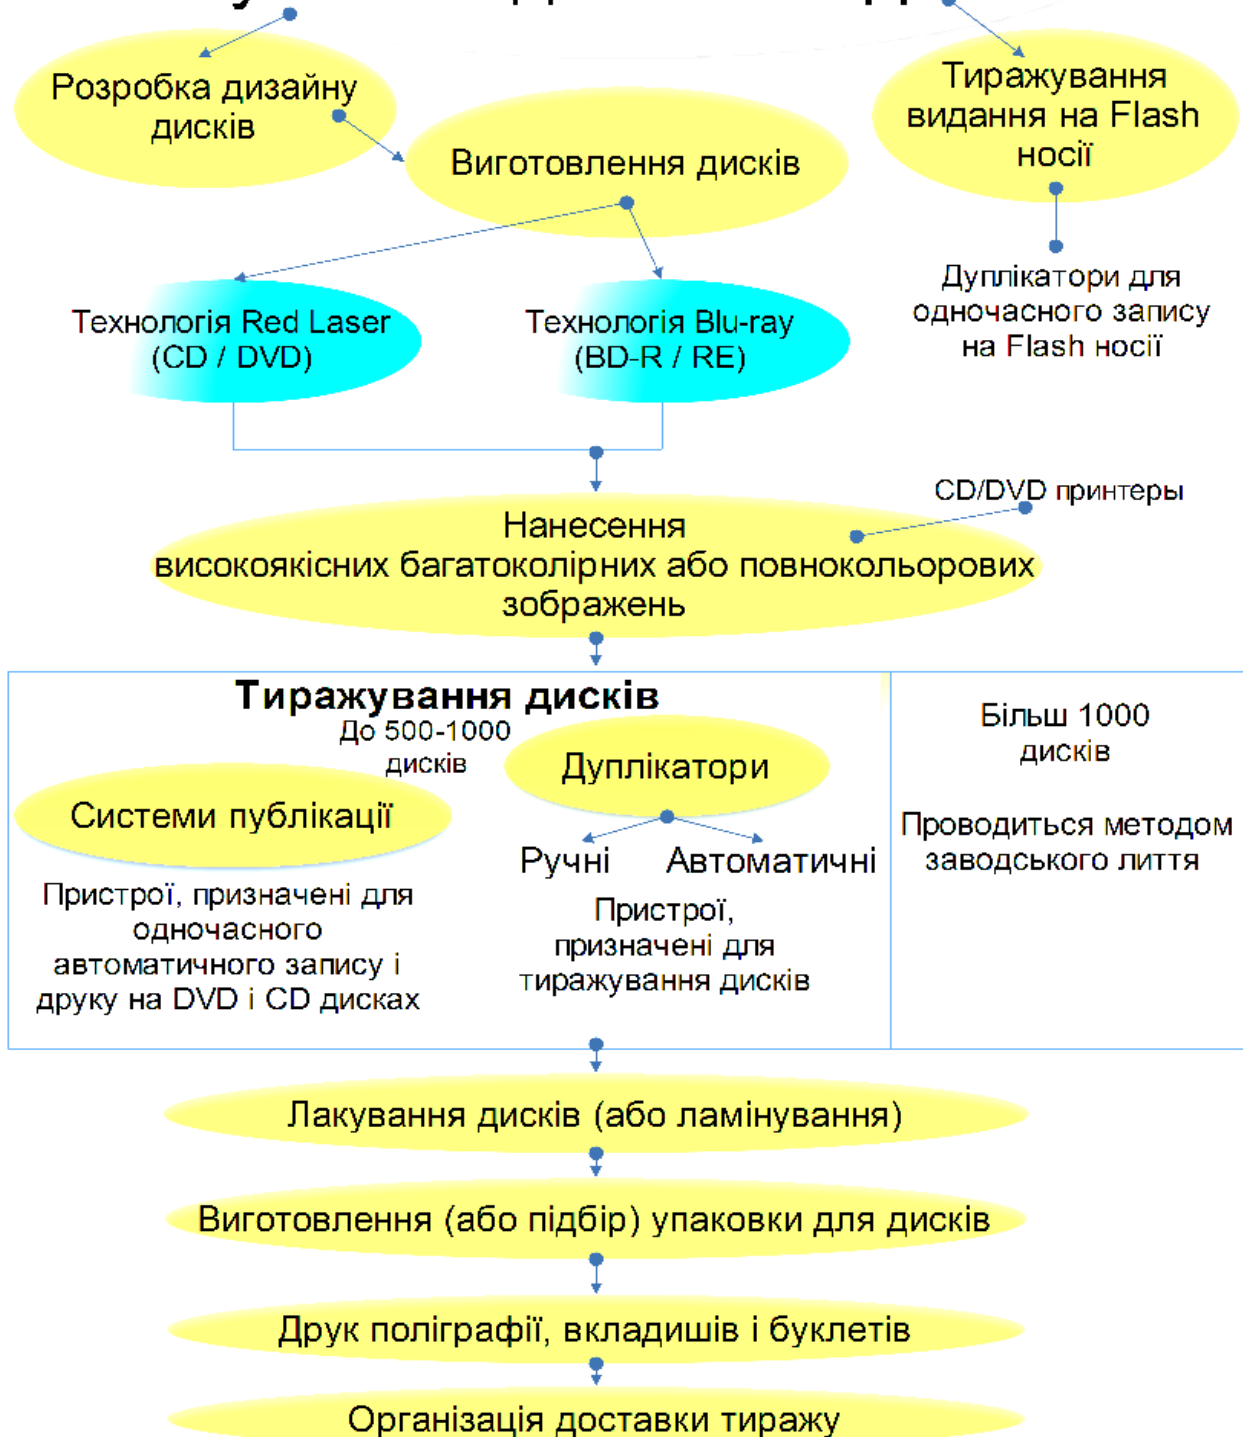 Розробка дизайну
дисків
Тиражування
видання на Flash
носії
Виготовлення дисків
Дуплікатори для
одночасного запису
на Flash носії
Технологія Red Laser
(CD / DVD)
Технологія Blu-ray
(BD-R / RE)
CD/DVD принтеры
Нанесення
високоякісних багатоколірних або повнокольорових
зображень
Тиражування дисків
До 500-1000
дисків
Системи публікації
Пристрої, призначені для
одночасного
автоматичного запису і
друку на DVD і CD дисках
Дуплікатори
Ручні
Автоматичні
Пристрої,
призначені для
тиражування дисків
Більш 1000
дисків
Проводиться методом
заводського лиття
Лакування дисків (або ламінування)
Виготовлення (або підбір) упаковки для дисків
Друк поліграфії, вкладишів і буклетів
Організація доставки тиражу